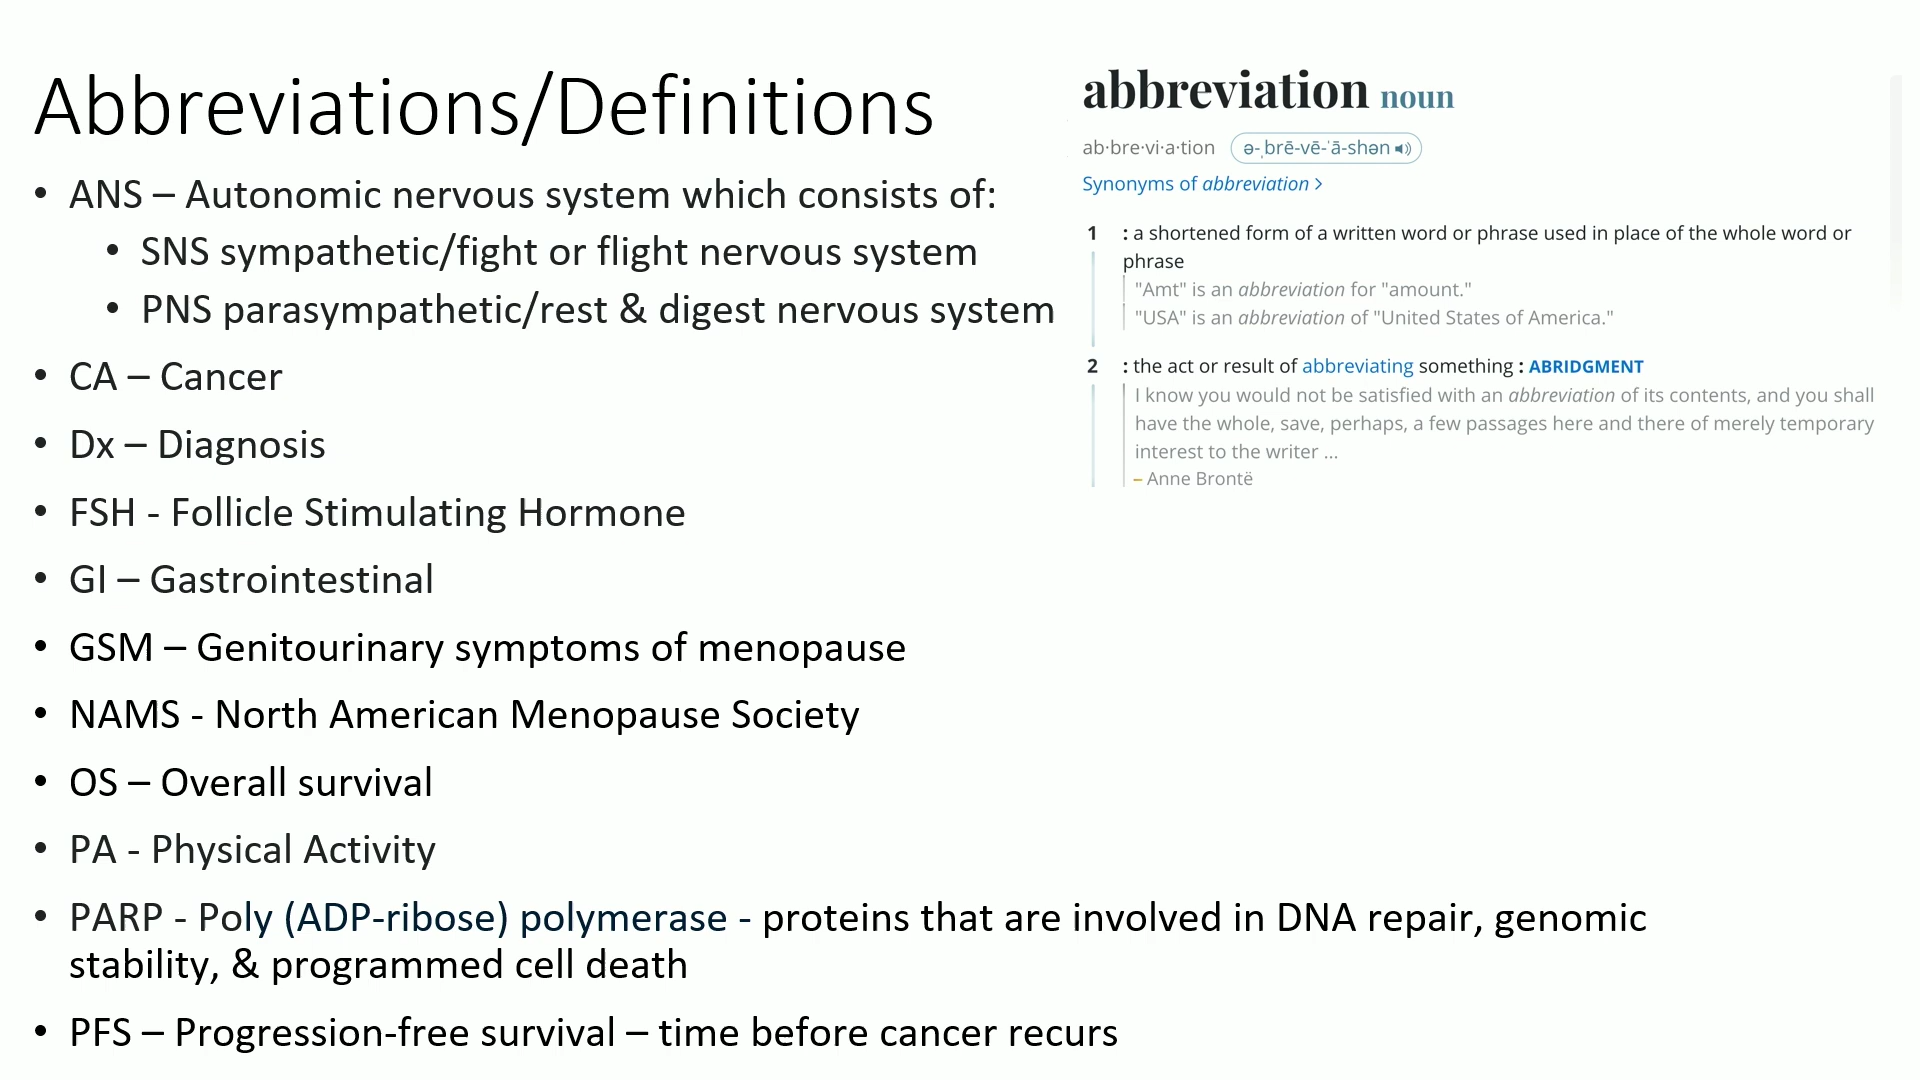 Abbreviations/Definitions
• ANS – Autonomic nervous system which consists of:
• SNS sympathetic/fight or flight nervous system
• PNS parasympathetic/rest & digest nervous system
• CA – Cancer
• Dx – Diagnosis
• FSH - Follicle Stimulating Hormone
• GI – Gastrointestinal
• GSM – Genitourinary symptoms of menopause
• NAMS - North American Menopause Society
• OS – Overall survival
• PA - Physical Activity
• PARP - Poly (ADP-ribose) polymerase - proteins that are involved in DNA repair, genomic
stability, & programmed cell death
• PFS – Progression-free survival – time before cancer recurs
abbreviation noun
ab·bre·vi·a·tion ə-ˌbrē-vē-ˈā-shən
Synonyms of abbreviation >
1 : a shortened form of a written word or phrase used in place of the whole word or
phrase
"Amt" is an abbreviation for "amount."
"USA" is an abbreviation of "United States of America."
2 : the act or result of abbreviating something : ABRIDGMENT
I know you would not be satisfied with an abbreviation of its contents, and you shall
have the whole, save, perhaps, a few passages here and there of merely temporary
interest to the writer ...
– Anne Brontë